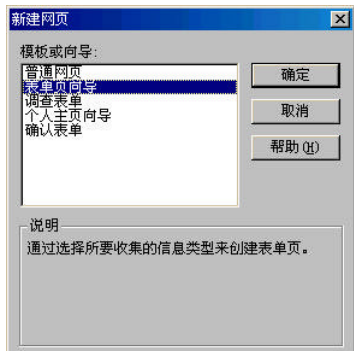 新建网页
模板或向导:
普通网页
表单页向导
调查表单
个人主页向导
确认表单
确定
取消
帮助(H)
说明
通过选择所要收集的信息类型来创建表单页。